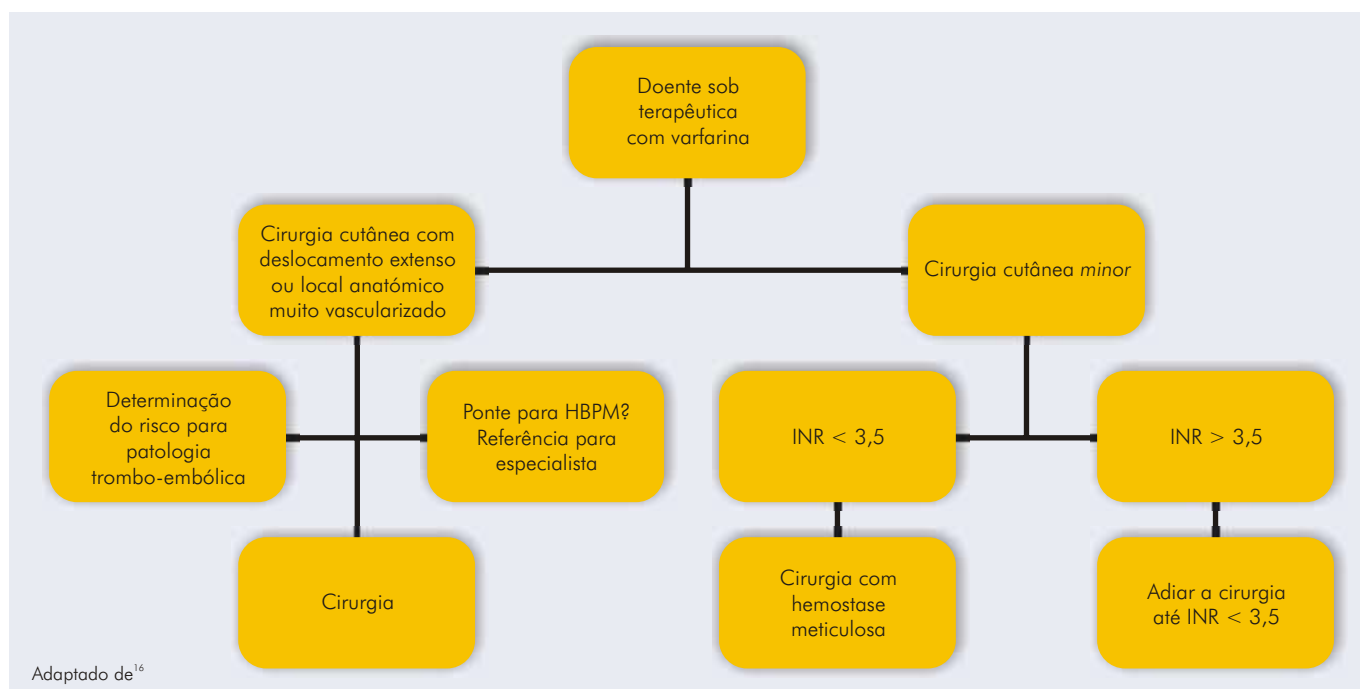 Doente sob
terapêutica
com varfarina
Cirurgia cutânea com
deslocamento extenso
ou local anatómico
muito vascularizado
Cirurgia cutânea minor
Determinação
do risco para
patologia
trombo-embólica
Ponte para HBPM?
Referência para
especialista
INR < 3,5
INR > 3,5
Cirurgia
Cirurgia com
hemostase
meticulosa
Adiar a cirurgia
até INR < 3,5
Adaptado de16